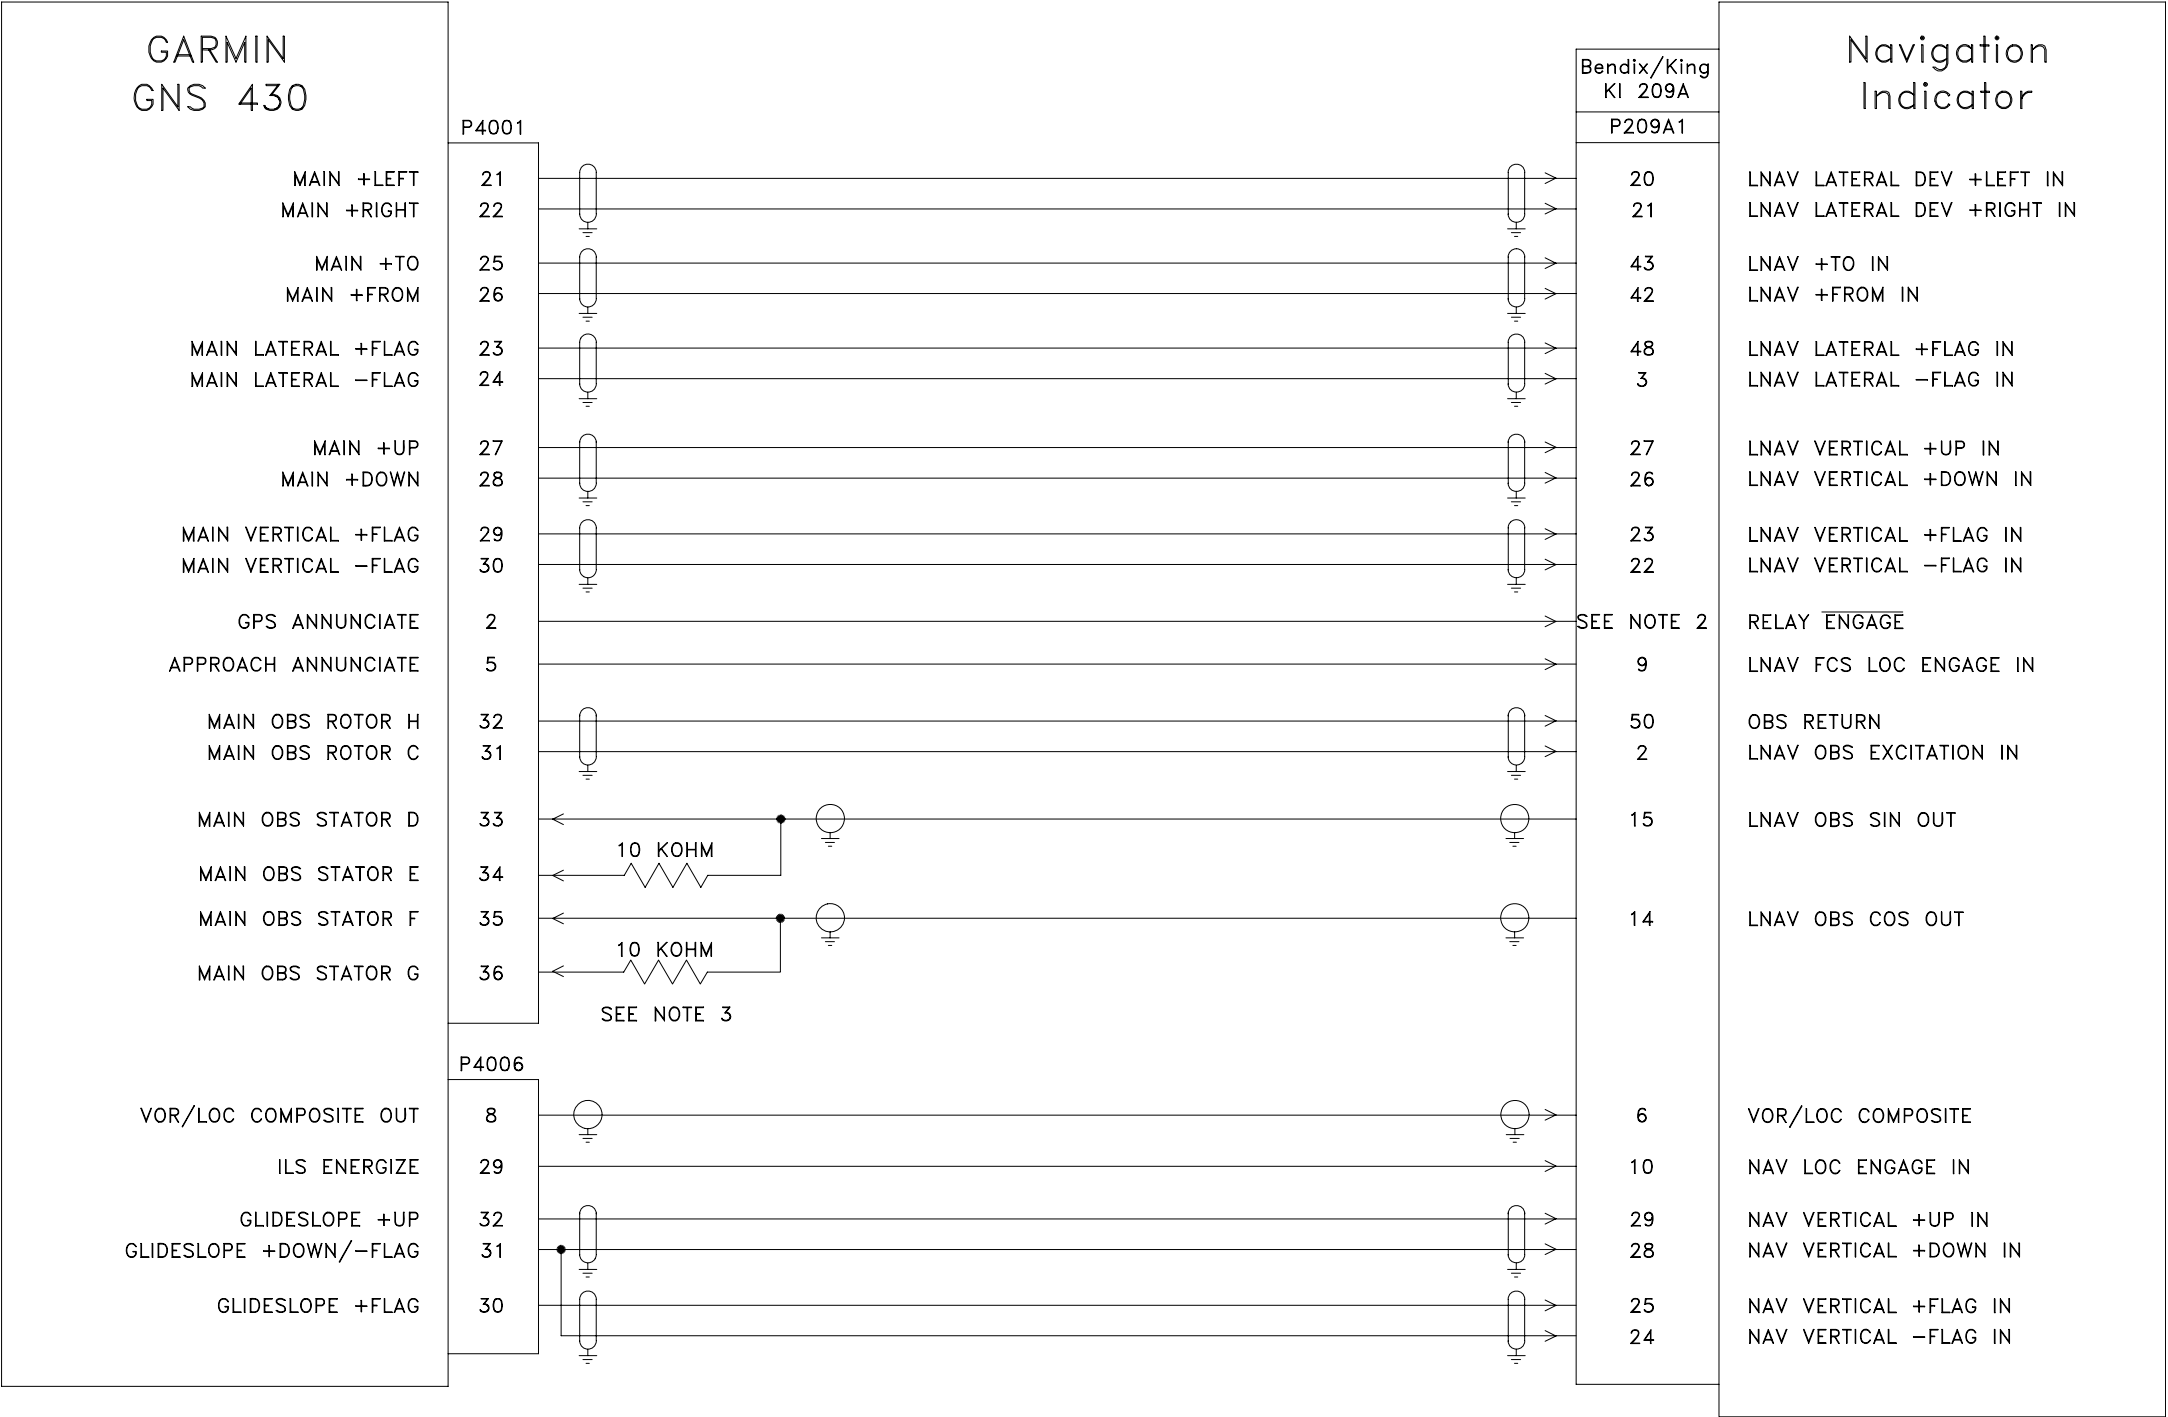 GARMIN
GNS 430
Navigation
Indicator
Bendix/King
KI 209A
P4001
P209A1
MAIN +LEFT 21 20 LNAV LATERAL DEV +LEFT IN
MAIN +RIGHT 22 21 LNAV LATERAL DEV +RIGHT IN
MAIN +TO 25 43 LNAV +TO IN
MAIN +FROM 26 42 LNAV +FROM IN
MAIN LATERAL +FLAG 23 48 LNAV LATERAL +FLAG IN
MAIN LATERAL −FLAG 24 3 LNAV LATERAL −FLAG IN
MAIN +UP 27 27 LNAV VERTICAL +UP IN
MAIN +DOWN 28 26 LNAV VERTICAL +DOWN IN
MAIN VERTICAL +FLAG 29 23 LNAV VERTICAL +FLAG IN
MAIN VERTICAL −FLAG 30 22 LNAV VERTICAL −FLAG IN
GPS ANNUNCIATE 2 SEE NOTE 2 RELAY ENGAGE
APPROACH ANNUNCIATE 5 9 LNAV FCS LOC ENGAGE IN
MAIN OBS ROTOR H 32 50 OBS RETURN
MAIN OBS ROTOR C 31 2 LNAV OBS EXCITATION IN
MAIN OBS STATOR D 33 15 LNAV OBS SIN OUT
10 KOHM
MAIN OBS STATOR E 34
MAIN OBS STATOR F 35 14 LNAV OBS COS OUT
10 KOHM
MAIN OBS STATOR G 36
SEE NOTE 3
P4006
VOR/LOC COMPOSITE OUT 8 6 VOR/LOC COMPOSITE
ILS ENERGIZE 29 10 NAV LOC ENGAGE IN
GLIDESLOPE +UP 32 29 NAV VERTICAL +UP IN
GLIDESLOPE +DOWN/−FLAG 31 28 NAV VERTICAL +DOWN IN
GLIDESLOPE +FLAG 30 25 NAV VERTICAL +FLAG IN
24 NAV VERTICAL −FLAG IN